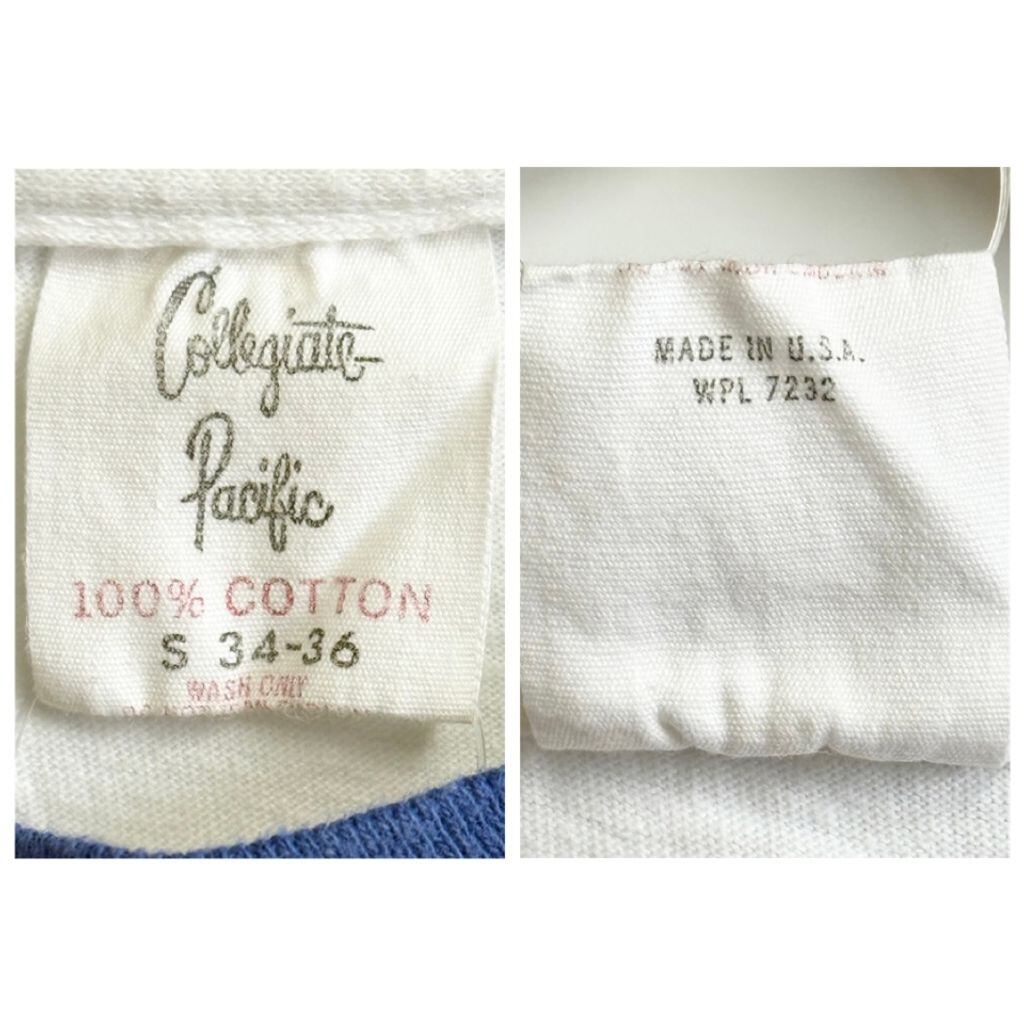 Collegiate
Pacific
100% COTTON
S 34-36
WASH ONLY
MADE IN U.S.A.
WPL 7232